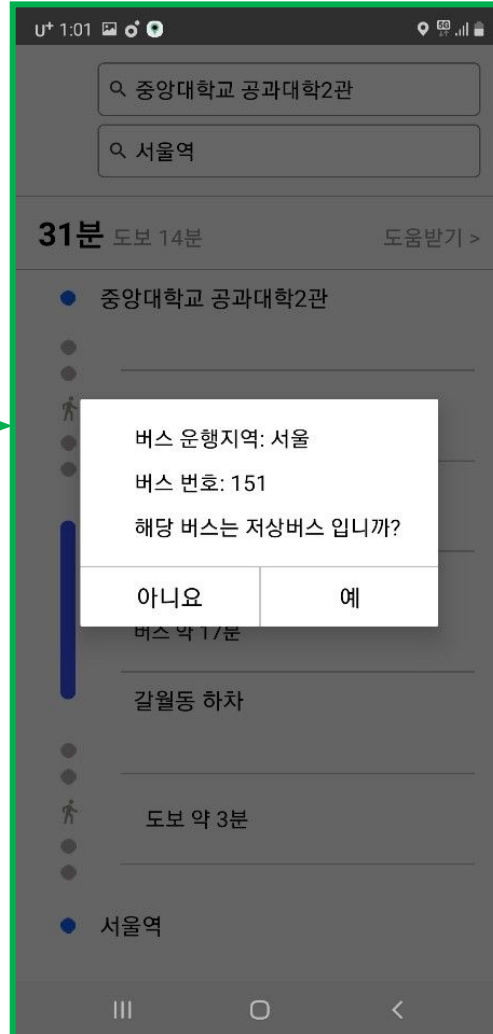 U⁺ 1:01
5G
중앙대학교 공과대학2관
서울역
31분 도보 14분 도움받기 >
중앙대학교 공과대학2관
버스 운행지역: 서울
버스 번호: 151
해당 버스는 저상버스 입니까?
아니요 예
버스 약 17분
갈월동 하차
도보 약 3분
서울역